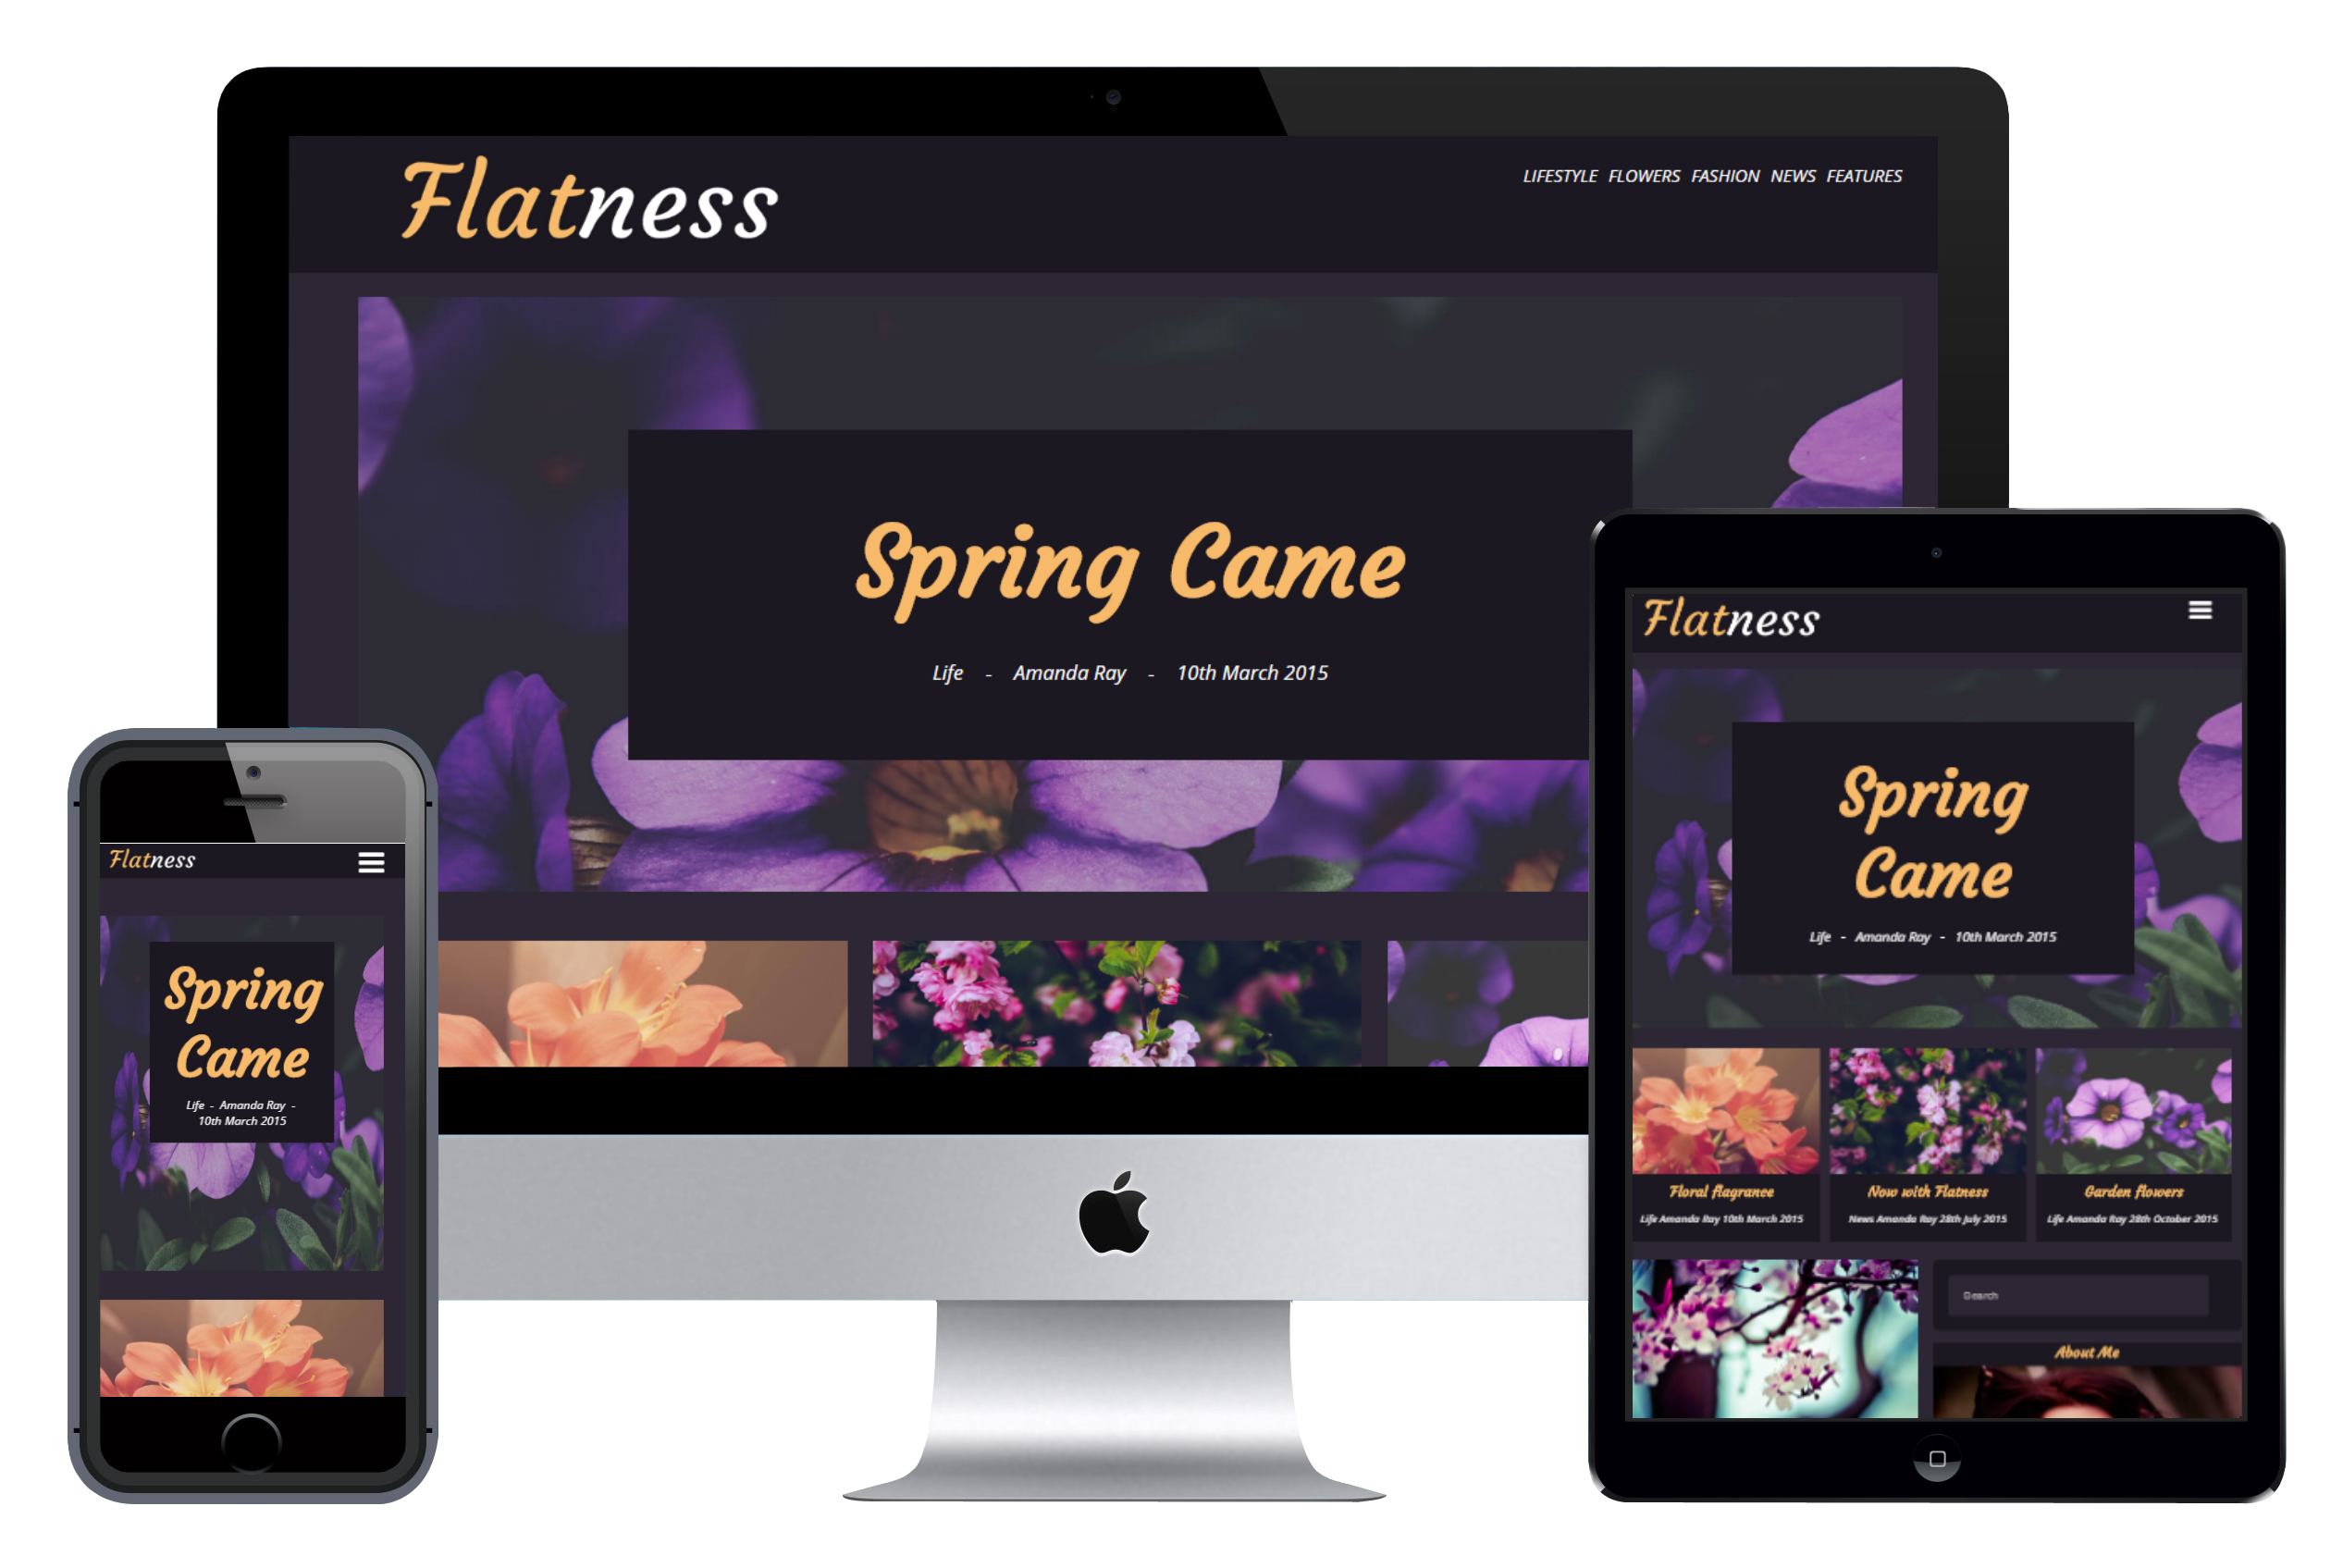 Flatness
LIFESTYLE FLOWERS FASHION NEWS FEATURES
Spring Came
Life - Amanda Ray - 10th March 2015
Flatness
Spring
Came
Life - Amanda Ray -
10th March 2015
Flatness
Spring
Came
Life - Amanda Ray - 10th March 2015
Floral flagrance
Life Amanda Ray 10th March 2015
Now with Flatness
News Amanda Ray 28th July 2015
Garden flowers
Life Amanda Ray 28th October 2015
Search
About Me